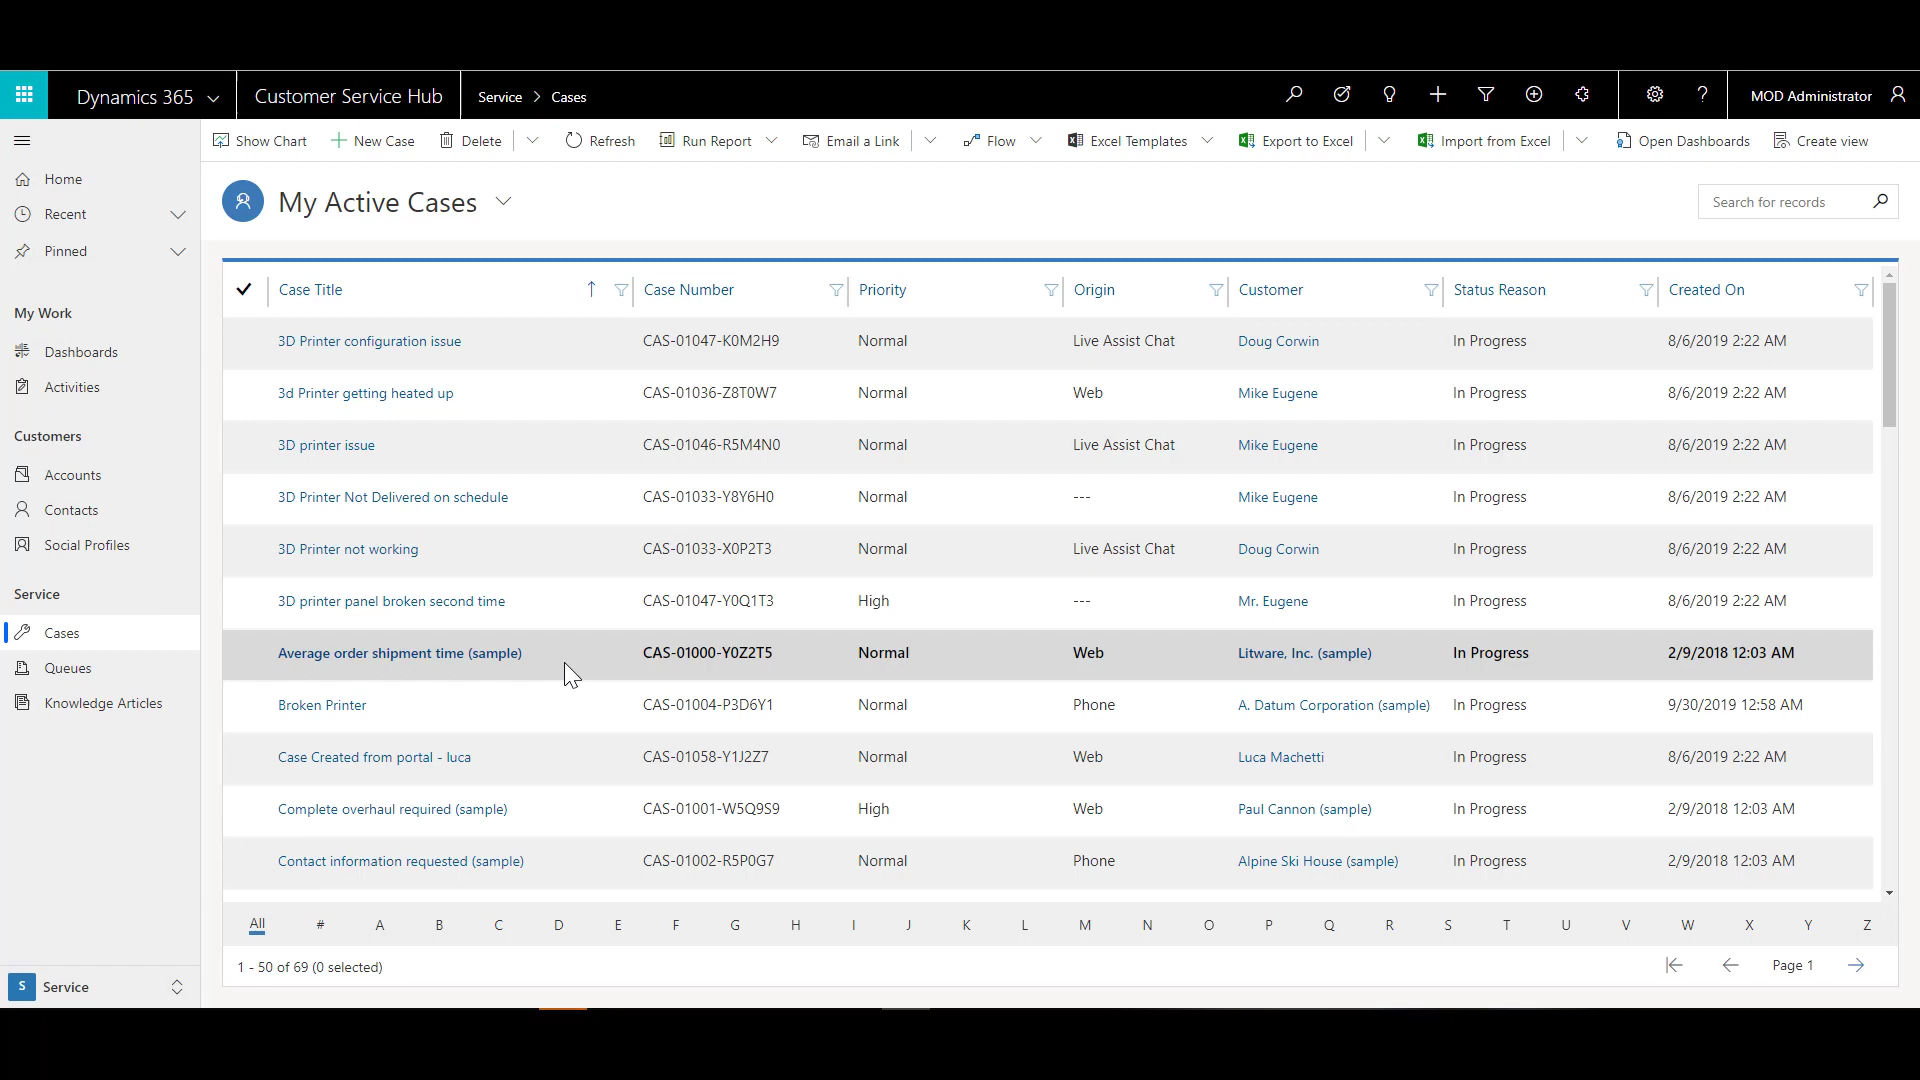 Dynamics 365 Customer Service Hub Service > Cases MOD Administrator
Show Chart New Case Delete Refresh Run Report Email a Link Flow Excel Templates Export to Excel Import from Excel Open Dashboards Create view
Home
Recent
Pinned
My Work
Dashboards
Activities
Customers
Accounts
Contacts
Social Profiles
Service
Cases
Queues
Knowledge Articles
S Service
My Active Cases Search for records
Case Title Case Number Priority Origin Customer Status Reason Created On
3D Printer configuration issue CAS-01047-K0M2H9 Normal Live Assist Chat Doug Corwin In Progress 8/6/2019 2:22 AM
3d Printer getting heated up CAS-01036-Z8T0W7 Normal Web Mike Eugene In Progress 8/6/2019 2:22 AM
3D printer issue CAS-01046-R5M4N0 Normal Live Assist Chat Mike Eugene In Progress 8/6/2019 2:22 AM
3D Printer Not Delivered on schedule CAS-01033-Y8Y6H0 Normal --- Mike Eugene In Progress 8/6/2019 2:22 AM
3D Printer not working CAS-01033-X0P2T3 Normal Live Assist Chat Doug Corwin In Progress 8/6/2019 2:22 AM
3D printer panel broken second time CAS-01047-Y0Q1T3 High --- Mr. Eugene In Progress 8/6/2019 2:22 AM
Average order shipment time (sample) CAS-01000-Y0Z2T5 Normal Web Litware, Inc. (sample) In Progress 2/9/2018 12:03 AM
Broken Printer CAS-01004-P3D6Y1 Normal Phone A. Datum Corporation (sample) In Progress 9/30/2019 12:58 AM
Case Created from portal - luca CAS-01058-Y1J2Z7 Normal Web Luca Machetti In Progress 8/6/2019 2:22 AM
Complete overhaul required (sample) CAS-01001-W5Q9S9 High Web Paul Cannon (sample) In Progress 2/9/2018 12:03 AM
Contact information requested (sample) CAS-01002-R5P0G7 Normal Phone Alpine Ski House (sample) In Progress 2/9/2018 12:03 AM
All # A B C D E F G H I J K L M N O P Q R S T U V W X Y Z
1 - 50 of 69 (0 selected) Page 1